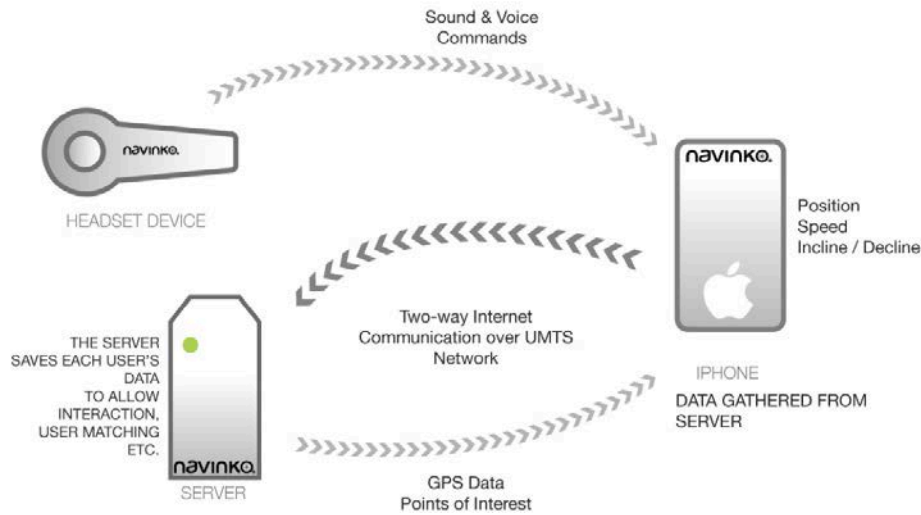 Sound & Voice
Commands
navinko.
HEADSET DEVICE
navinko.
Position
Speed
Incline / Decline
Two-way Internet
Communication over UMTS
Network
THE SERVER
SAVES EACH USER'S
DATA
TO ALLOW
INTERACTION,
USER MATCHING
ETC.
navinko.
SERVER
IPHONE
DATA GATHERED FROM
SERVER
GPS Data
Points of Interest